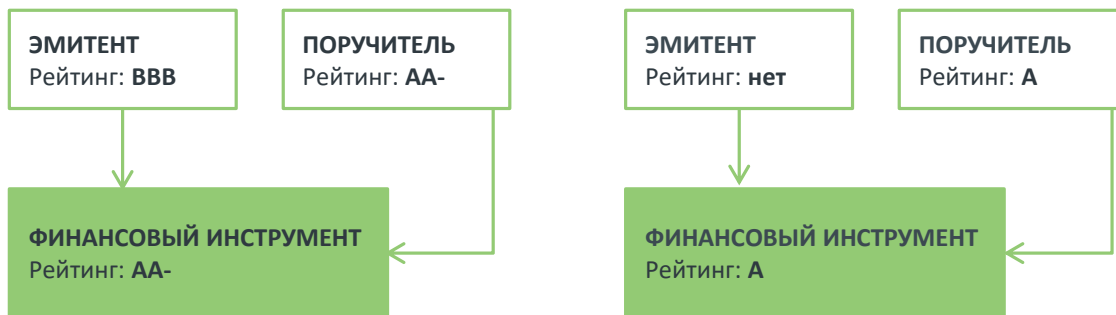 ЭМИТЕНТ
Рейтинг: BBB
ПОРУЧИТЕЛЬ
Рейтинг: AA-
ФИНАНСОВЫЙ ИНСТРУМЕНТ
Рейтинг: AA-
ЭМИТЕНТ
Рейтинг: нет
ПОРУЧИТЕЛЬ
Рейтинг: A
ФИНАНСОВЫЙ ИНСТРУМЕНТ
Рейтинг: A